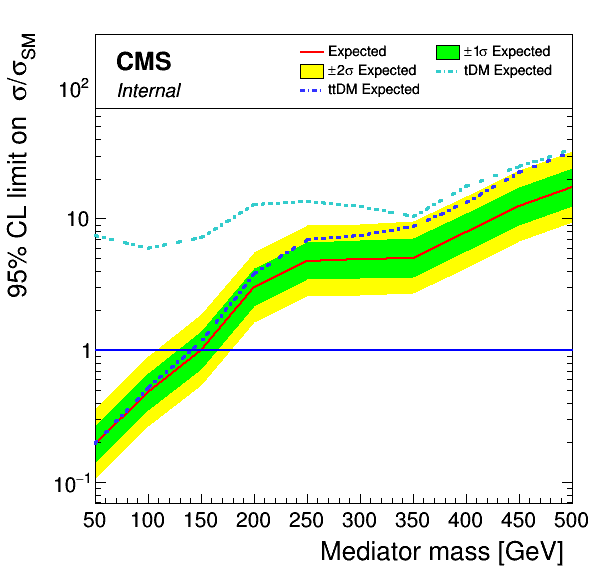 CMS
Internal
Expected
±1σ Expected
±2σ Expected
tDM Expected
ttDM Expected
95% CL limit on σ/σ_SM
10²
10
1
10⁻¹
50 100 150 200 250 300 350 400 450 500
Mediator mass [GeV]